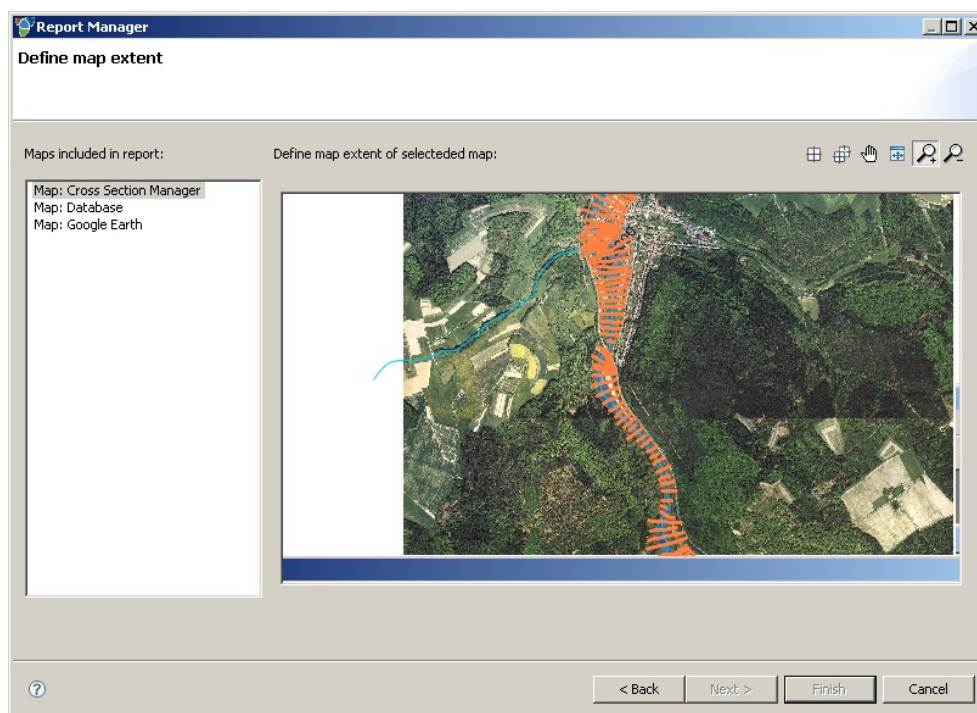 Report Manager
Define map extent
Maps included in report:
Define map extent of selecteded map:
Map: Cross Section Manager
Map: Database
Map: Google Earth
< Back
Next >
Finish
Cancel